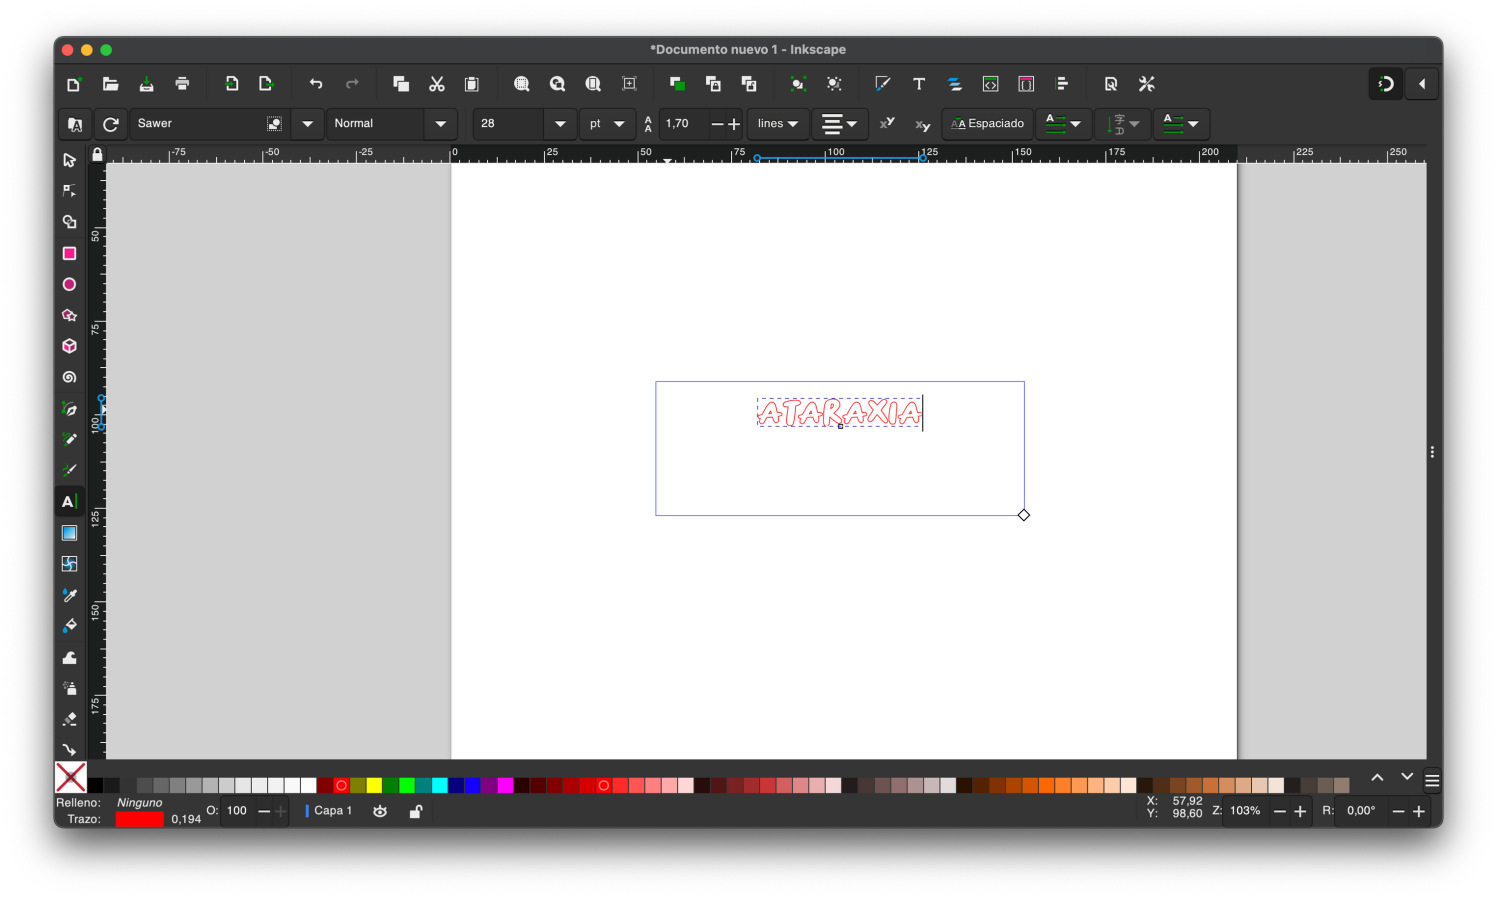 *Documento nuevo 1 - Inkscape
Sawer
Normal
28
pt
1,70
lines
Espaciado
-75 -50 -25 0 25 50 75 100 125 150 175 200 225 250
50
75
100
125
150
175
ATARAXIA
Relleno: Ninguno
Trazo: 0,194
O: 100
Capa 1
X: 57,92
Y: 98,60
Z: 103%
R: 0,00°